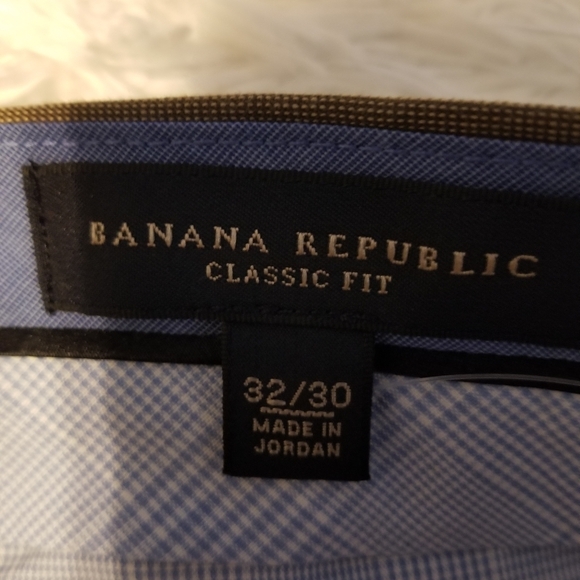 BANANA REPUBLIC
CLASSIC FIT
32/30
MADE IN
JORDAN